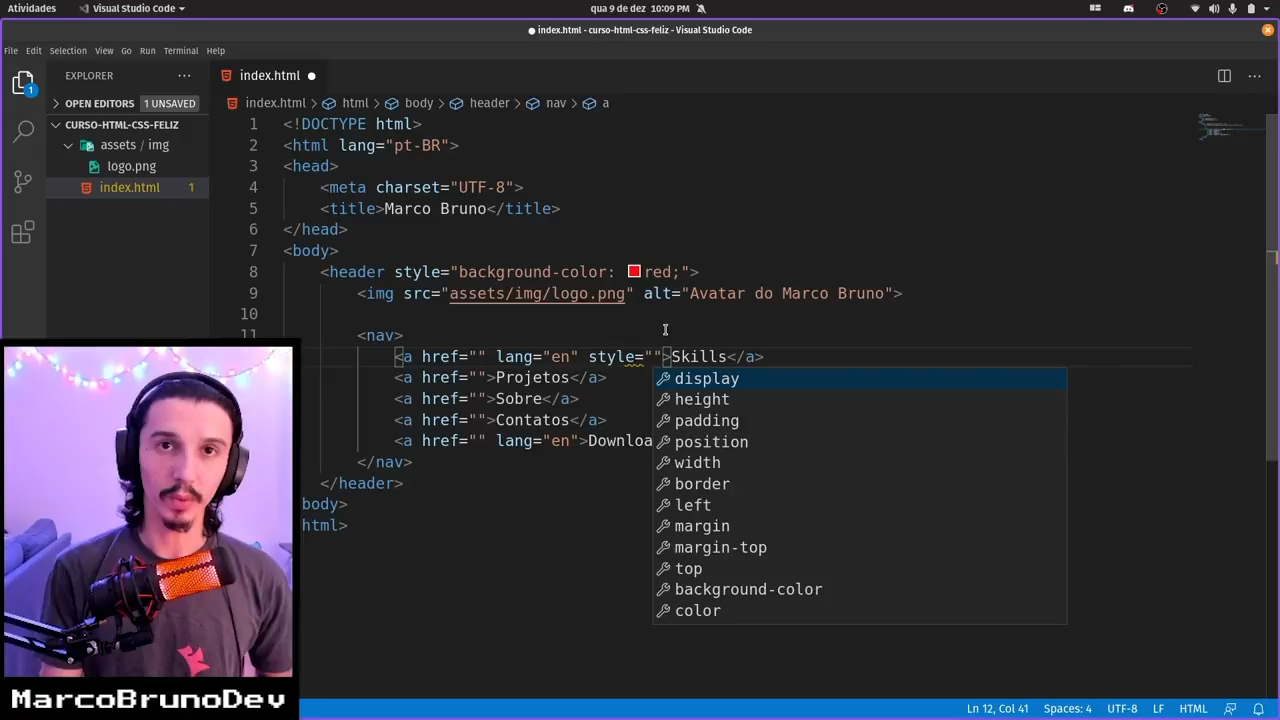 Atividades
Visual Studio Code
qua 9 de dez 10:09 PM
index.html - curso-html-css-feliz - Visual Studio Code
File Edit Selection View Go Run Terminal Help
EXPLORER
index.html
1
OPEN EDITORS 1 UNSAVED
index.html > html > body > header > nav > a
CURSO-HTML-CSS-FELIZ
assets / img
logo.png
index.html 1
1 <!DOCTYPE html>
2 <html lang="pt-BR">
3 <head>
4 <meta charset="UTF-8">
5 <title>Marco Bruno</title>
6 </head>
7 <body>
8 <header style="background-color: red;">
9 <img src="assets/img/logo.png" alt="Avatar do Marco Bruno">
10
11 <nav>
<a href="" lang="en" style="">Skills</a>
<a href="">Projetos</a>
<a href="">Sobre</a>
<a href="">Contatos</a>
<a href="" lang="en">Downloa
</nav>
</header>
body>
html>
display
height
padding
position
width
border
left
margin
margin-top
top
background-color
color
MarcoBrunoDev
Ln 12, Col 41 Spaces: 4 UTF-8 LF HTML